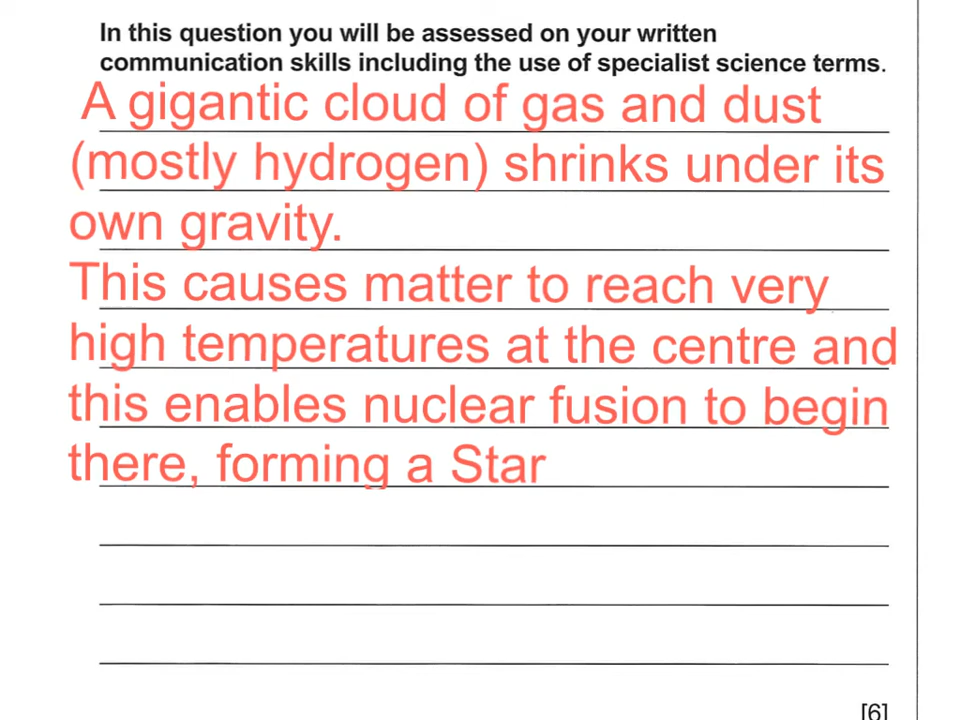 In this question you will be assessed on your written
communication skills including the use of specialist science terms.
A gigantic cloud of gas and dust
(mostly hydrogen) shrinks under its
own gravity.
This causes matter to reach very
high temperatures at the centre and
this enables nuclear fusion to begin
there, forming a Star
[6]